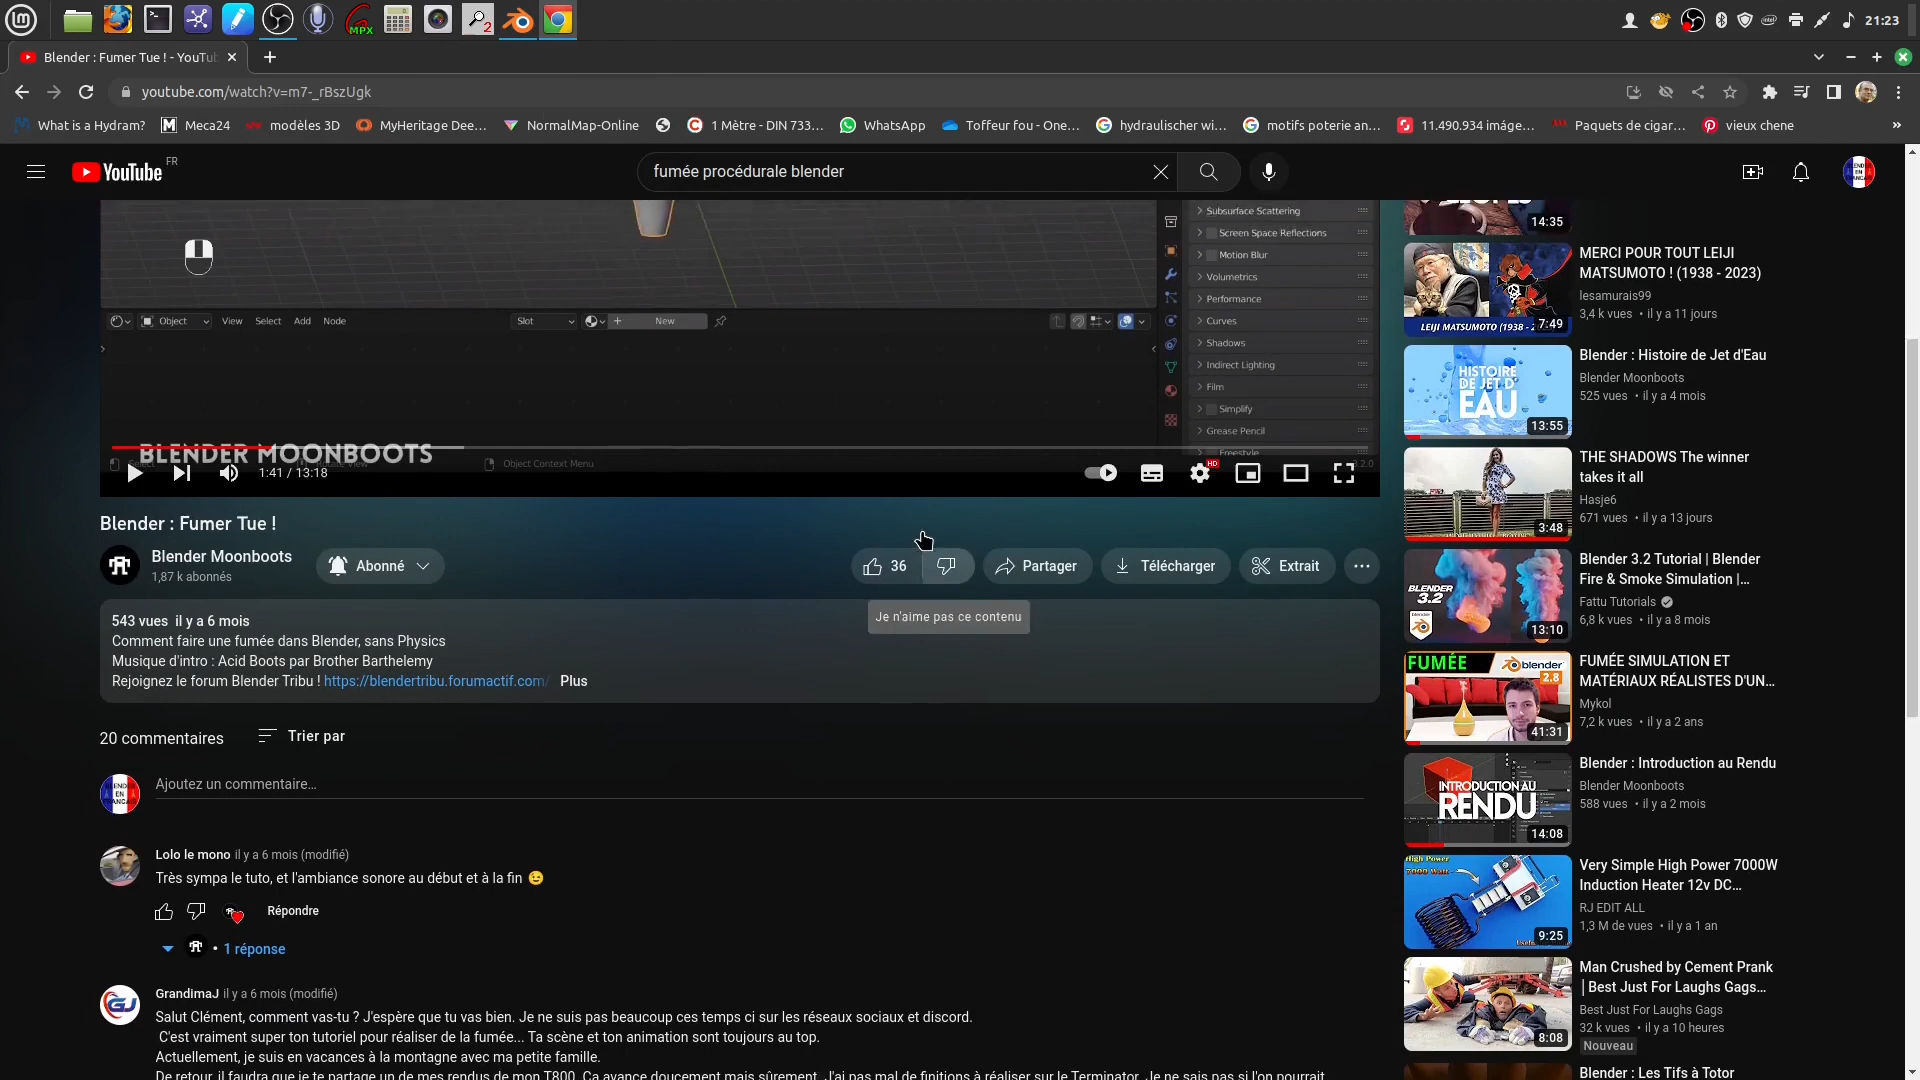 2
MPX
21:23
Blender : Fumer Tue ! - YouTub
youtube.com/watch?v=m7-_rBszUgk
What is a Hydram?
Meca24
modèles 3D
MyHeritage Dee...
NormalMap-Online
1 Mètre - DIN 733...
WhatsApp
Toffeur fou - One...
hydraulischer wi...
motifs poterie an...
11.490.934 imáge...
Paquets de cigar...
vieux chene
YouTube FR
fumée procédurale blender
Subsurface Scattering
Screen Space Reflections
Motion Blur
Volumetrics
Performance
Curves
Shadows
Indirect Lighting
Film
Simplify
Grease Pencil
Freestyle
Object
View
Select
Add
Node
Slot
New
BLENDER MOONBOOTS
Object Context Menu
1:41 / 13:18
HD
Blender : Fumer Tue !
Blender Moonboots
1,87 k abonnés
Abonné
36
Partager
Télécharger
Extrait
Je n'aime pas ce contenu
543 vues il y a 6 mois
Comment faire une fumée dans Blender, sans Physics
Musique d'intro : Acid Boots par Brother Barthelemy
Rejoignez le forum Blender Tribu ! https://blendertribu.forumactif.com/ Plus
20 commentaires
Trier par
BLENDER EN FRANCAIS
Ajoutez un commentaire...
Lolo le mono il y a 6 mois (modifié)
Très sympa le tuto, et l'ambiance sonore au début et à la fin 😉
Répondre
• 1 réponse
GJ
GrandimaJ il y a 6 mois (modifié)
Salut Clément, comment vas-tu ? J'espère que tu vas bien. Je ne suis pas beaucoup ces temps ci sur les réseaux sociaux et discord.
C'est vraiment super ton tutoriel pour réaliser de la fumée... Ta scène et ton animation sont toujours au top.
Actuellement, je suis en vacances à la montagne avec ma petite famille.
De retour, il faudra que je te partage un de mes rendus de mon T800. Ça avance doucement mais sûrement. J'ai pas mal de finitions à réaliser sur le Terminator. Je ne sais pas si l'on pourrait
14:35
LEIJI MATSUMOTO (1938 - 2
7:49
MERCI POUR TOUT LEIJI
MATSUMOTO ! (1938 - 2023)
lesamurais99
3,4 k vues • il y a 11 jours
HISTOIRE
DE JET D'
EAU
13:55
Blender : Histoire de Jet d'Eau
Blender Moonboots
525 vues • il y a 4 mois
3:48
THE SHADOWS The winner
takes it all
Hasje6
671 vues • il y a 13 jours
BLENDER
3.2
blender
13:10
Blender 3.2 Tutorial | Blender
Fire & Smoke Simulation |...
Fattu Tutorials
6,8 k vues • il y a 8 mois
FUMÉE
blender
2.8
41:31
FUMÉE SIMULATION ET
MATÉRIAUX RÉALISTES D'UN...
Mykol
7,2 k vues • il y a 2 ans
INTRODUCTION AU
RENDU
14:08
Blender : Introduction au Rendu
Blender Moonboots
588 vues • il y a 2 mois
High Power
7000 Watt
9:25
Very Simple High Power 7000W
Induction Heater 12v DC...
RJ EDIT ALL
1,3 M de vues • il y a 1 an
8:08
Man Crushed by Cement Prank
| Best Just For Laughs Gags...
Best Just For Laughs Gags
32 k vues • il y a 10 heures
Nouveau
Blender : Les Tifs à Totor